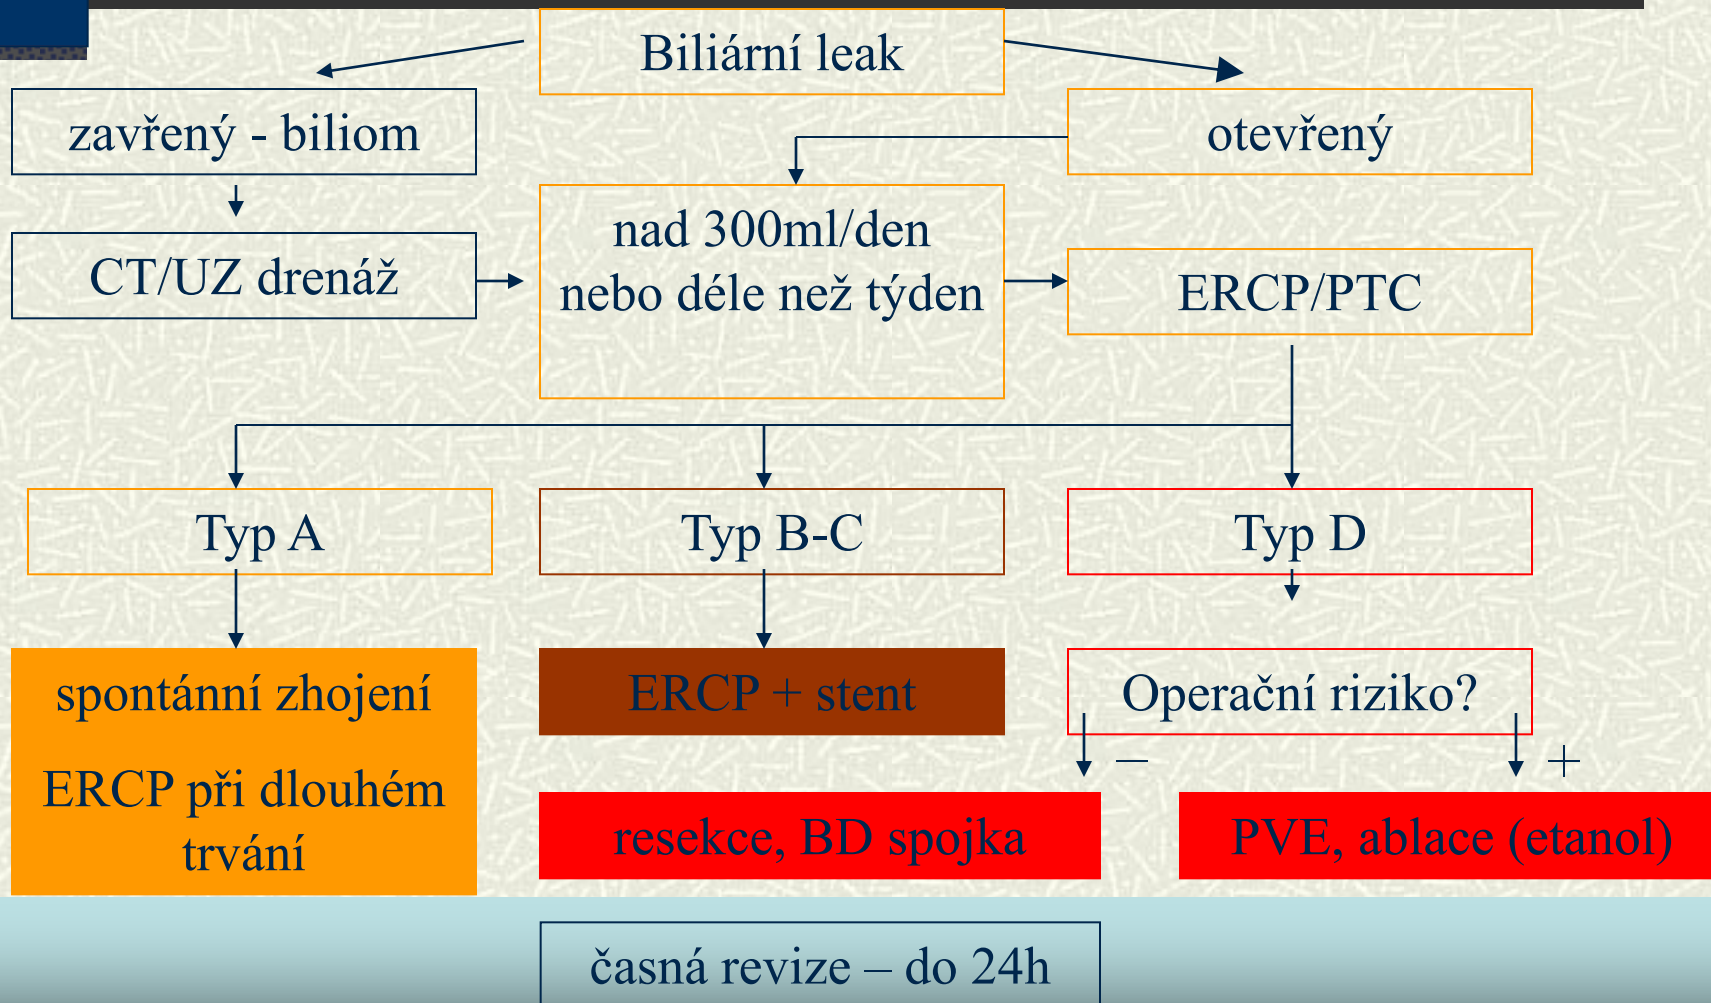 Biliární leak
zavřený - biliom
otevřený
nad 300ml/den
nebo déle než týden
CT/UZ drenáž
ERCP/PTC
Typ A
Typ B-C
Typ D
spontánní zhojení
ERCP při dlouhém
trvání
ERCP + stent
Operační riziko?
–
+
resekce, BD spojka
PVE, ablace (etanol)
časná revize – do 24h